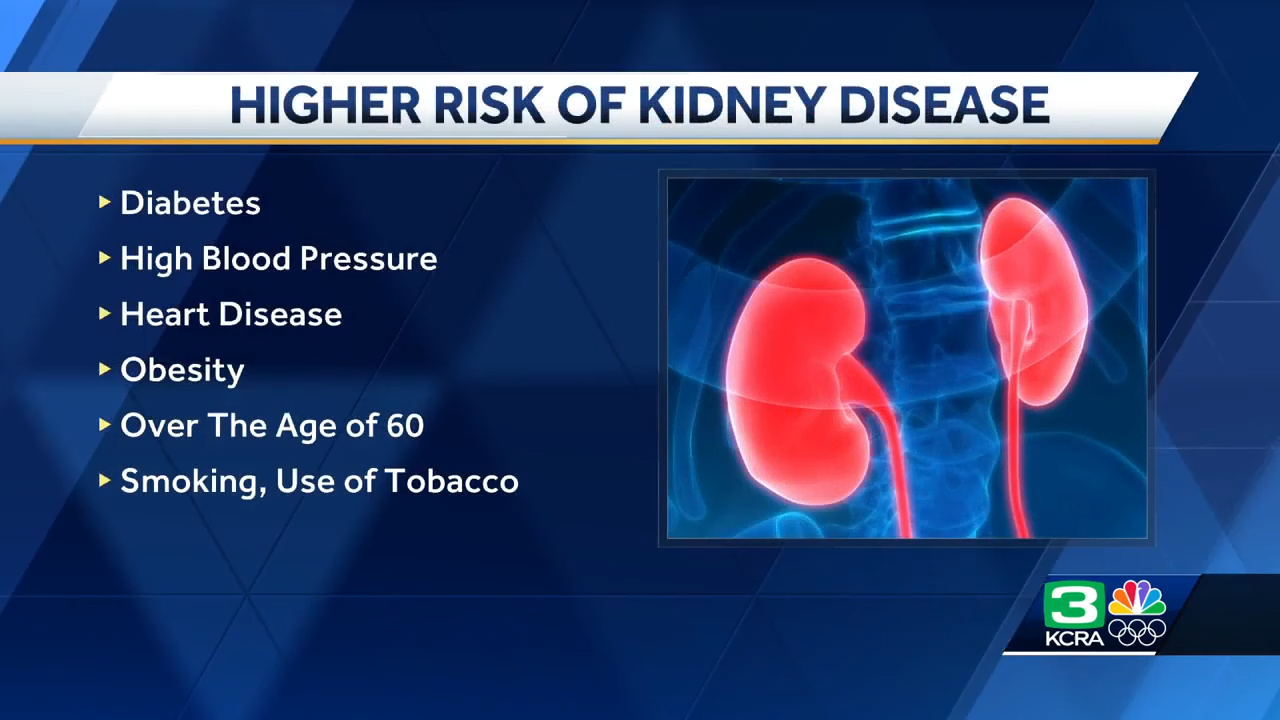 HIGHER RISK OF KIDNEY DISEASE
Diabetes
High Blood Pressure
Heart Disease
Obesity
Over The Age of 60
Smoking, Use of Tobacco
3
KCRA